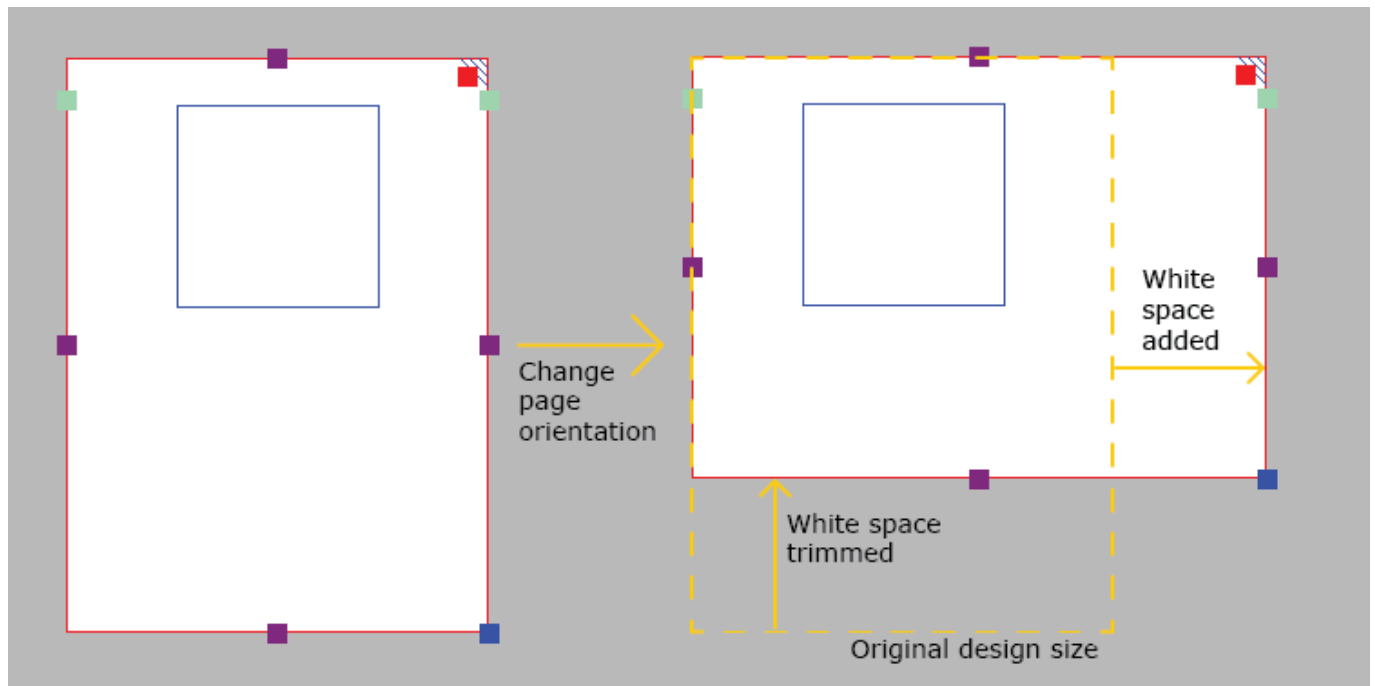 Change
page
orientation
White
space
added
White space
trimmed
Original design size